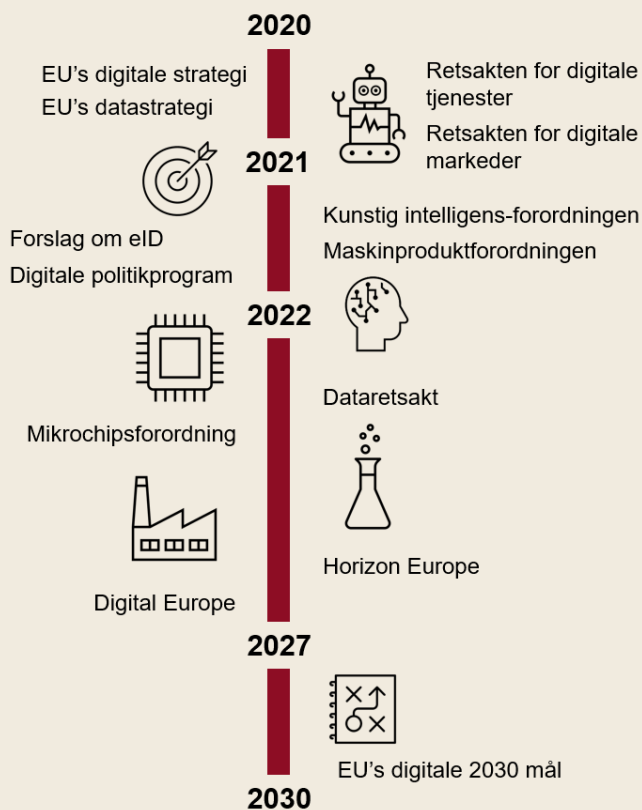 2020
EU's digitale strategi
EU's datastrategi
Retsakten for digitale
tjenester
Retsakten for digitale
markeder
2021
Forslag om eID
Digitale politikprogram
Kunstig intelligens-forordningen
Maskinproduktforordningen
2022
Mikrochipsforordning
Dataretsakt
Digital Europe
Horizon Europe
2027
EU's digitale 2030 mål
2030